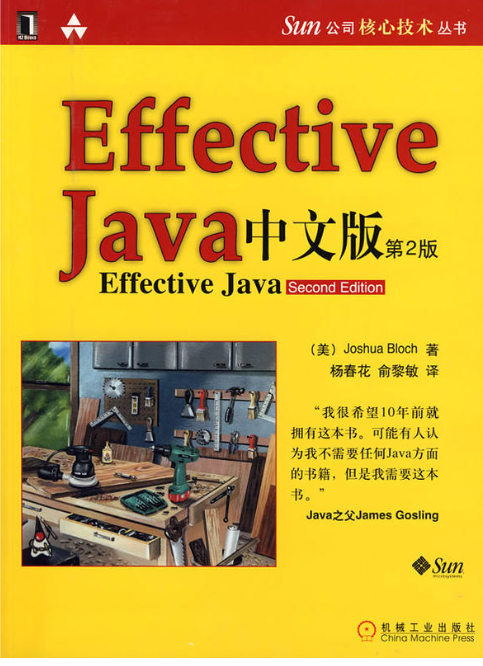 Sun 公司核心技术丛书
Effective
Java中文版 第2版
Effective Java Second Edition
（美）Joshua Bloch 著
杨春花 俞黎敏 译
“我很希望10年前就
拥有这本书。可能有人认
为我不需要任何Java方面
的书籍，但是我需要这本
书。”
Java之父James Gosling
Sun
microsystems
机械工业出版社
China Machine Press